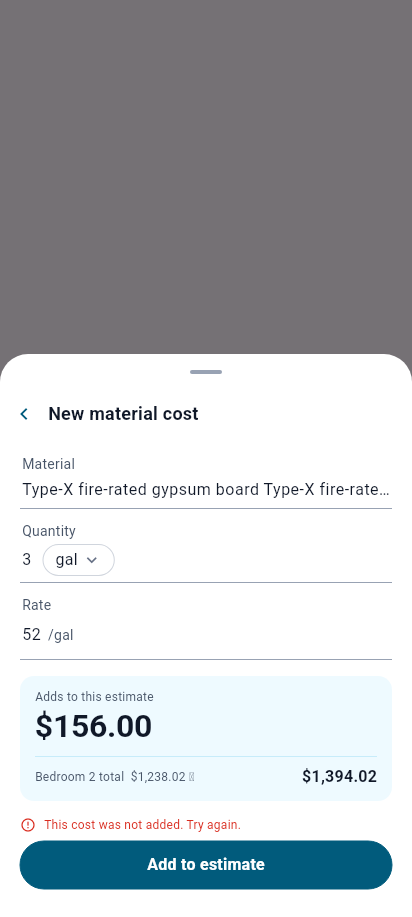 New material cost
Material
Type-X fire-rated gypsum board Type-X fire-rate…
Quantity
3 gal
Rate
52 /gal
Adds to this estimate
$156.00
Bedroom 2 total $1,238.02 $1,394.02
This cost was not added. Try again.
Add to estimate